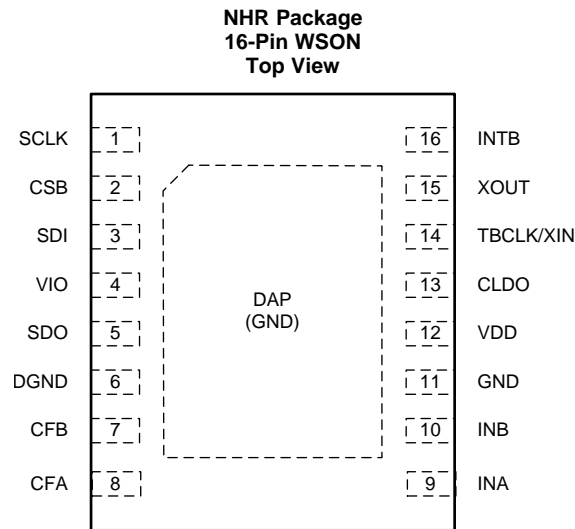 NHR Package
16-Pin WSON
Top View
SCLK 1 16 INTB
CSB 2 15 XOUT
SDI 3 14 TBCLK/XIN
VIO 4 13 CLDO
DAP
(GND)
SDO 5 12 VDD
DGND 6 11 GND
CFB 7 10 INB
CFA 8 9 INA